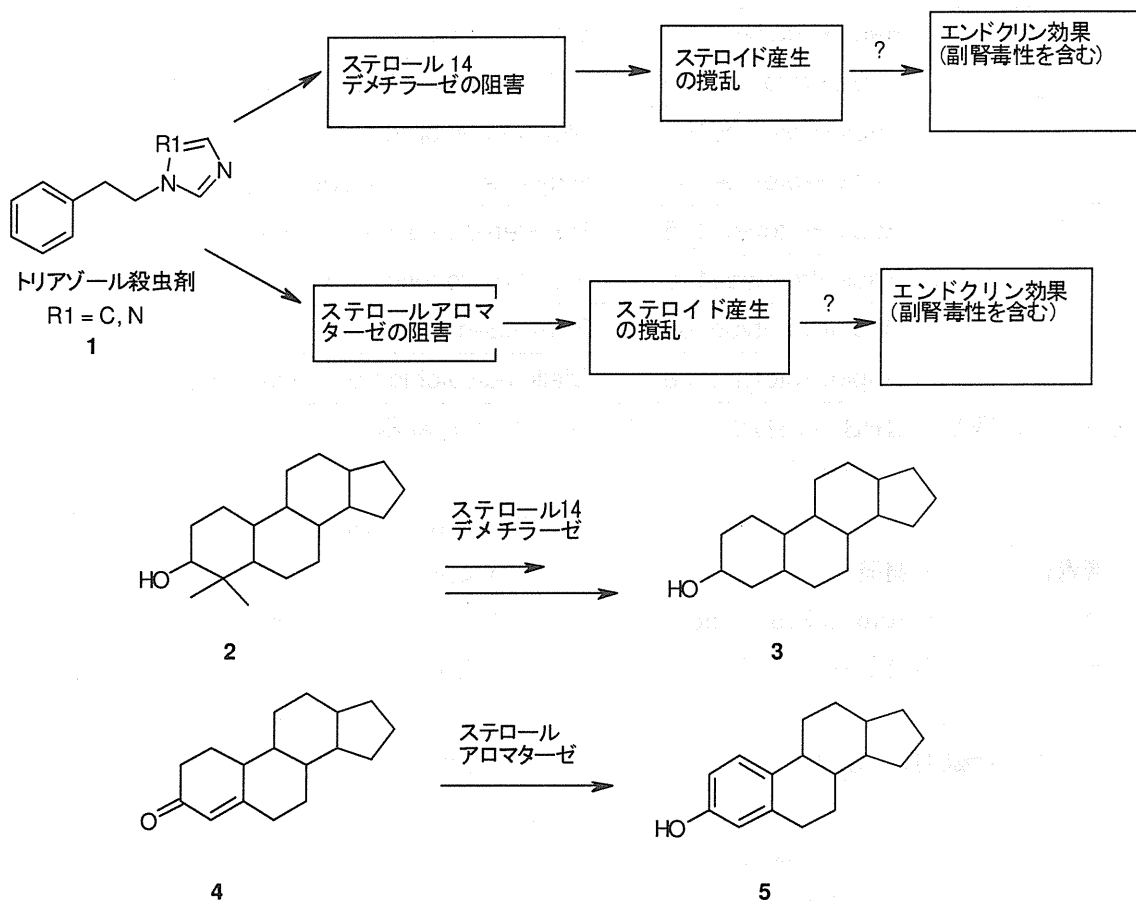 ステロール 14
デメチラーゼの阻害
ステロイド産生
の撹乱
?
エンドクリン効果
(副腎毒性を含む)
R1
N
N
トリアゾール殺虫剤
R1 = C, N
1
ステロールアロマ
ターゼの阻害
ステロイド産生
の撹乱
?
エンドクリン効果
(副腎毒性を含む)
HO
2
ステロール14
デメチラーゼ
HO
3
O
4
ステロール
アロマターゼ
HO
5